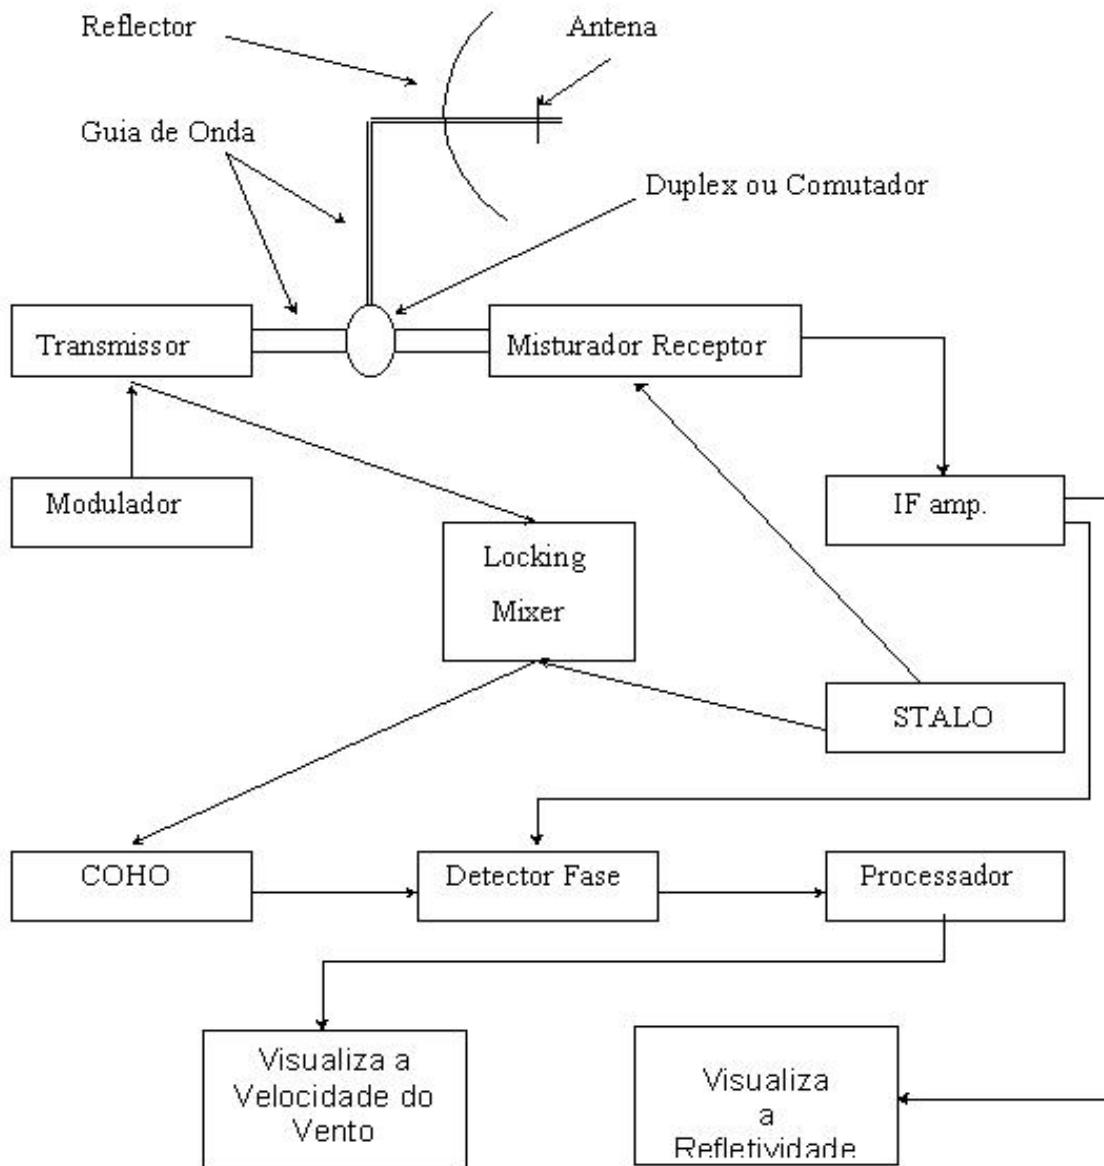 Reflector
Antena
Guia de Onda
Duplex ou Comutador
Transmissor
Misturador Receptor
Modulador
IF amp.
Locking
Mixer
STALO
COHO
Detector Fase
Processador
Visualiza a
Velocidade do
Vento
Visualiza
a
Refletividade